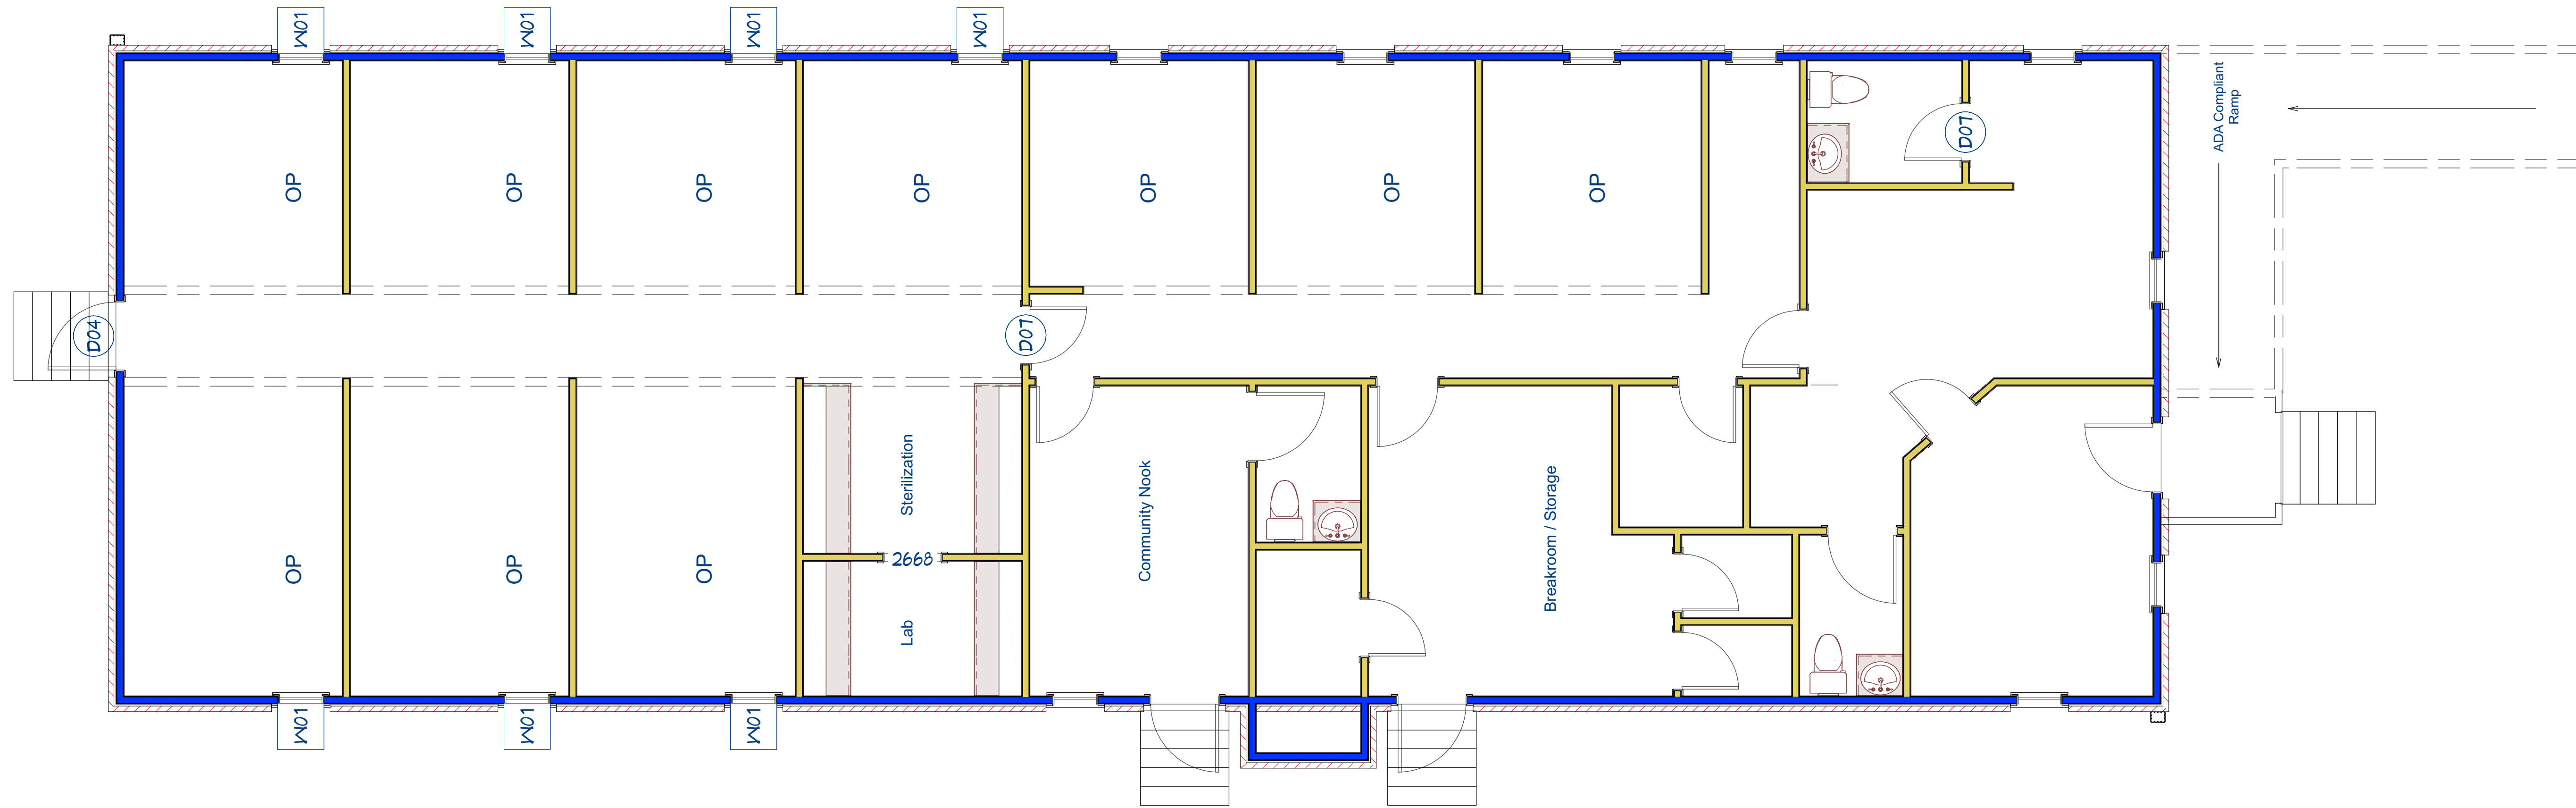 W01
W01
W01
W01
ADA Compliant
Ramp
D07
OP
OP
OP
OP
OP
OP
OP
D04
D07
Sterilization
Community Nook
Breakroom / Storage
2668
OP
OP
OP
Lab
W01
W01
W01